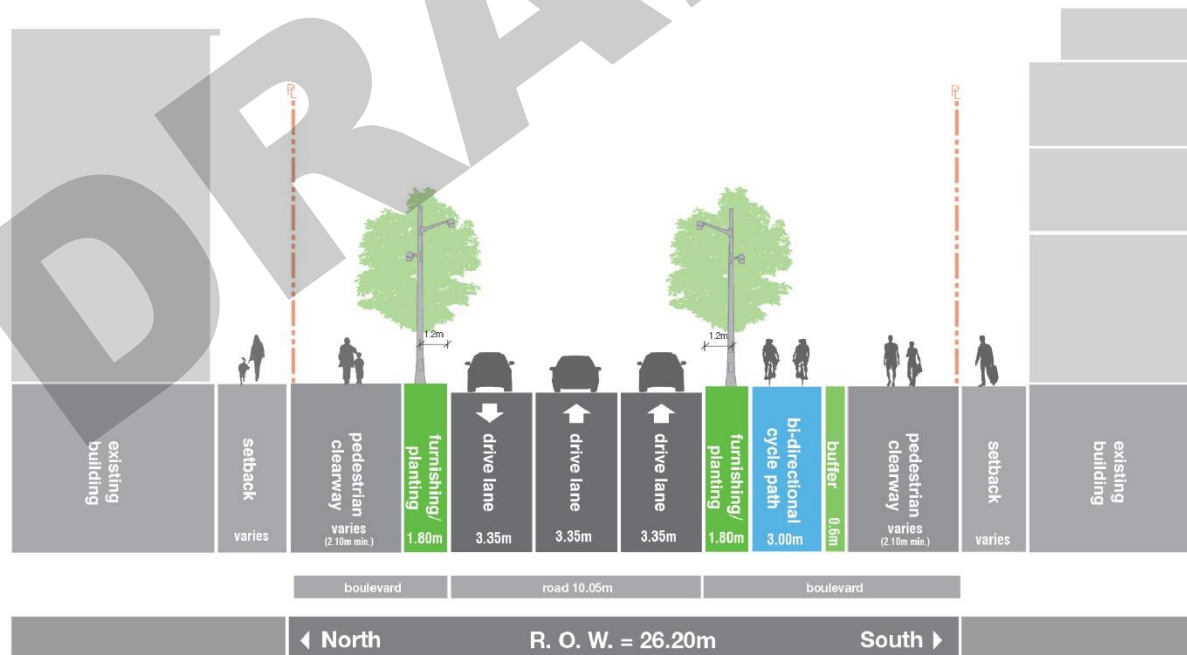 DRA
PL
PL
1.2m
1.2m
existing
building
setback
varies
pedestrian
clearway
varies
(2.10m min.)
furnishing/
planting
1.80m
drive lane
3.35m
drive lane
3.35m
drive lane
3.35m
furnishing/
planting
1.80m
bi-directional
cycle path
3.00m
buffer
0.6m
pedestrian
clearway
varies
(2.10m min.)
setback
varies
existing
building
boulevard
road 10.05m
boulevard
North
R. O. W. = 26.20m
South